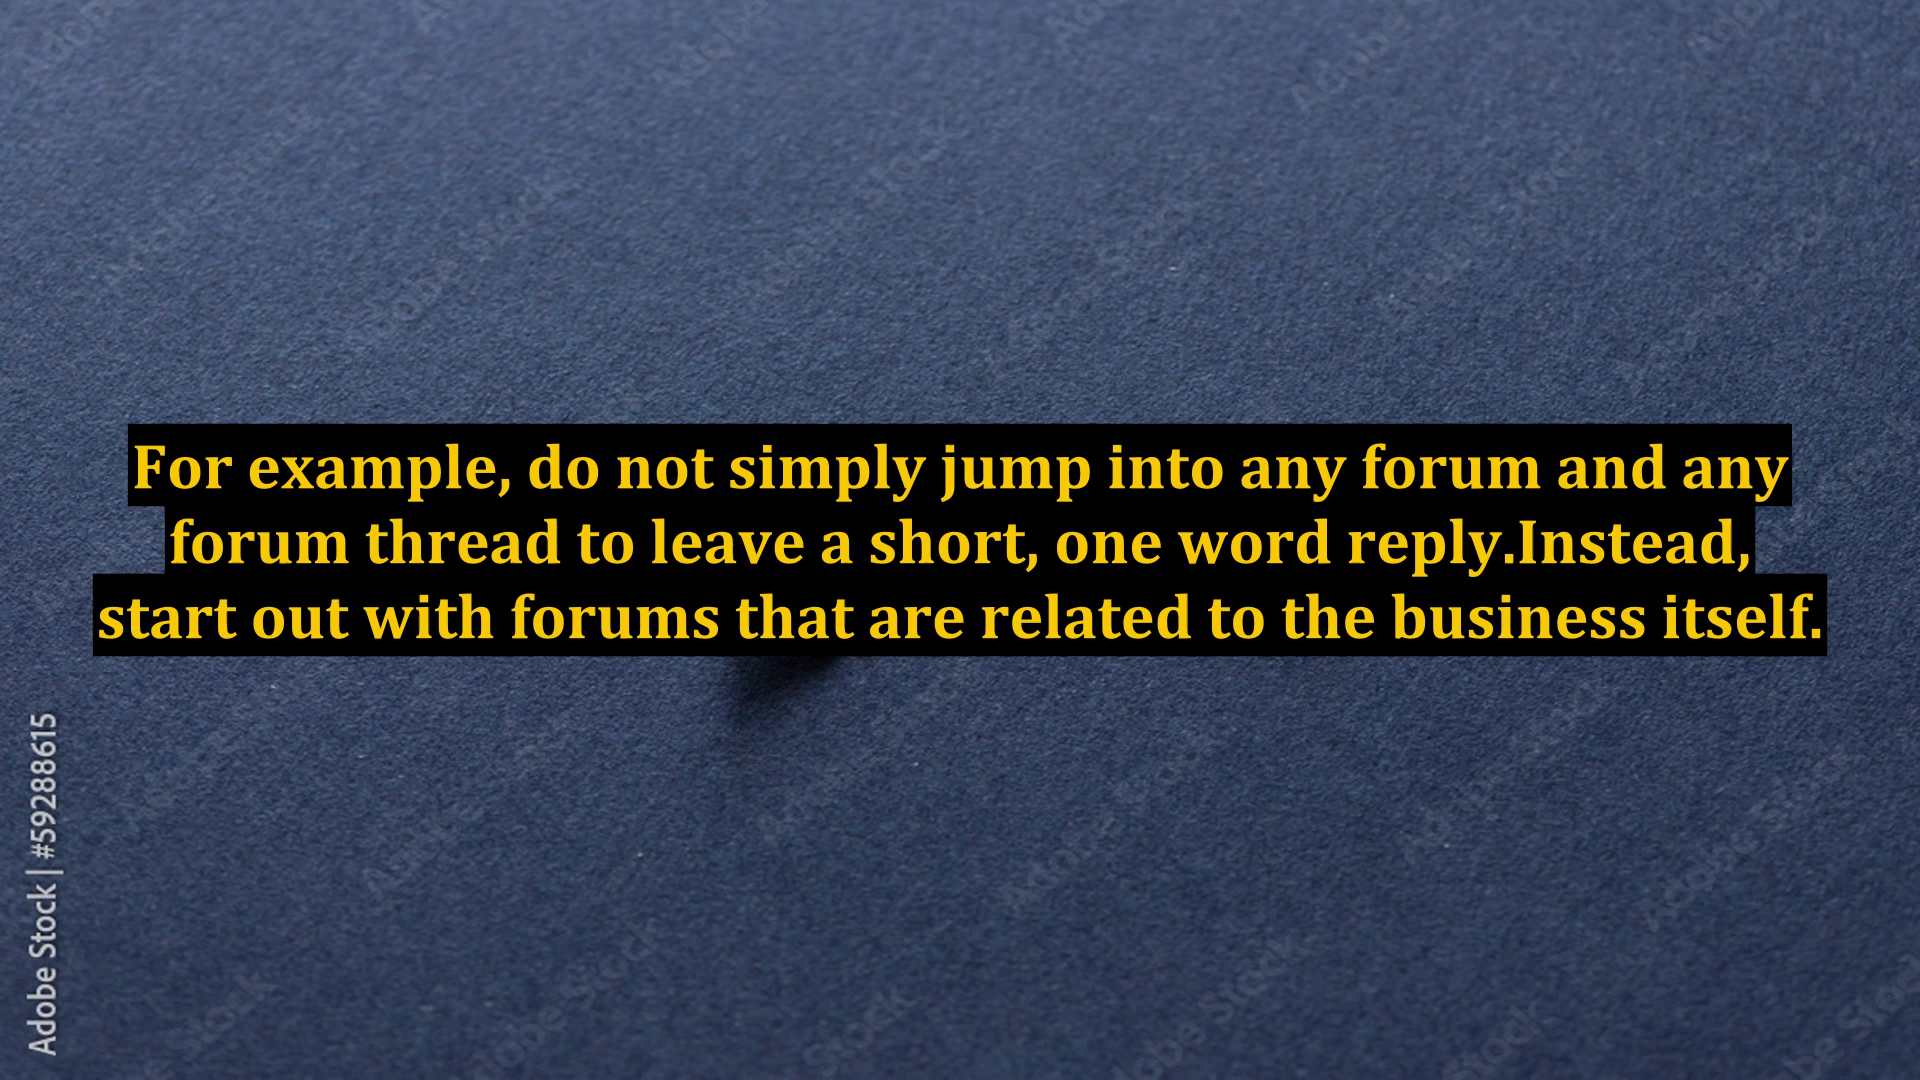 For example, do not simply jump into any forum and any
forum thread to leave a short, one word reply.Instead,
start out with forums that are related to the business itself.
Adobe Stock | #59288615